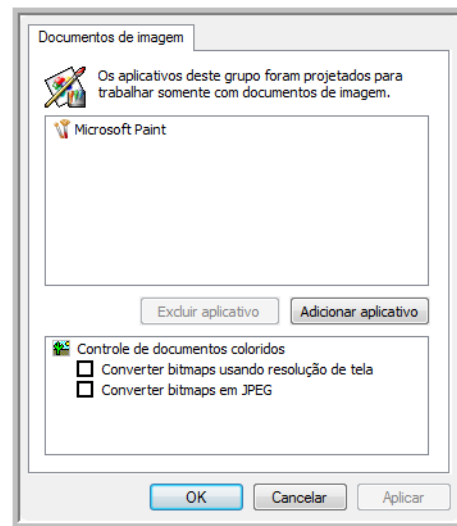 Documentos de imagem
Os aplicativos deste grupo foram projetados para
trabalhar somente com documentos de imagem.
Microsoft Paint
Excluir aplicativo
Adicionar aplicativo
Controle de documentos coloridos
Converter bitmaps usando resolução de tela
Converter bitmaps em JPEG
OK
Cancelar
Aplicar